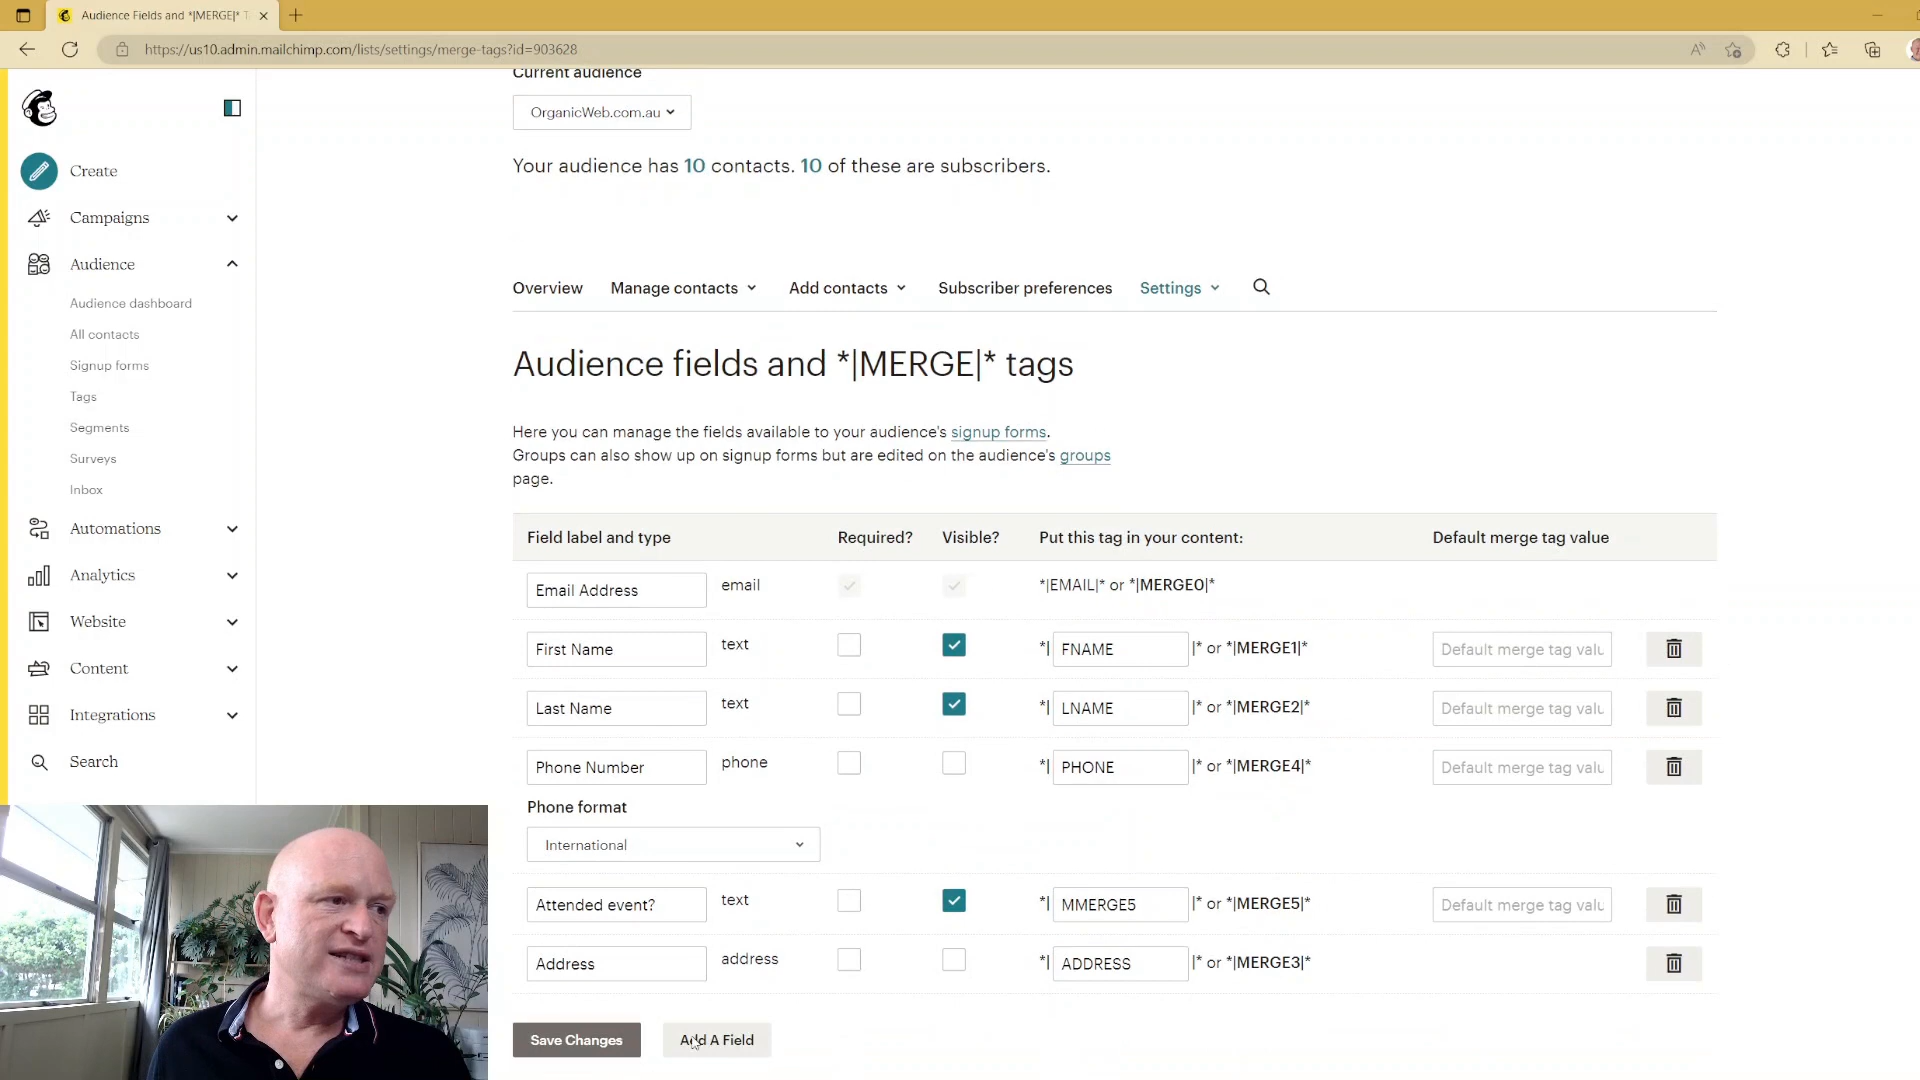 Audience Fields and *|MERGE|* T
https://us10.admin.mailchimp.com/lists/settings/merge-tags?id=903628
Current audience
OrganicWeb.com.au
Your audience has 10 contacts. 10 of these are subscribers.
Create
Campaigns
Audience
Audience dashboard
All contacts
Signup forms
Tags
Segments
Surveys
Inbox
Automations
Analytics
Website
Content
Integrations
Search
Overview Manage contacts Add contacts Subscriber preferences Settings
Audience fields and *|MERGE|* tags
Here you can manage the fields available to your audience's signup forms.
Groups can also show up on signup forms but are edited on the audience's groups
page.
Field label and type Required? Visible? Put this tag in your content: Default merge tag value
Email Address email *|EMAIL|* or *|MERGE0|*
First Name text *| FNAME |* or *|MERGE1|* Default merge tag valu
Last Name text *| LNAME |* or *|MERGE2|* Default merge tag valu
Phone Number phone *| PHONE |* or *|MERGE4|* Default merge tag valu
Phone format
International
Attended event? text *| MMERGE5 |* or *|MERGE5|* Default merge tag valu
Address address *| ADDRESS |* or *|MERGE3|*
Save Changes Add A Field